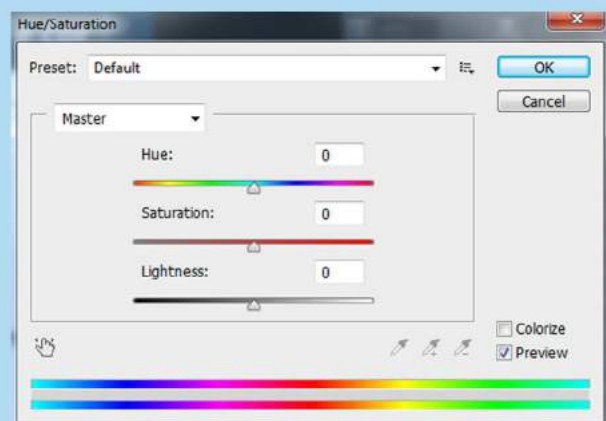 Hue/Saturation
Preset: Default
OK
Cancel
Master
Hue: 0
Saturation: 0
Lightness: 0
Colorize
Preview